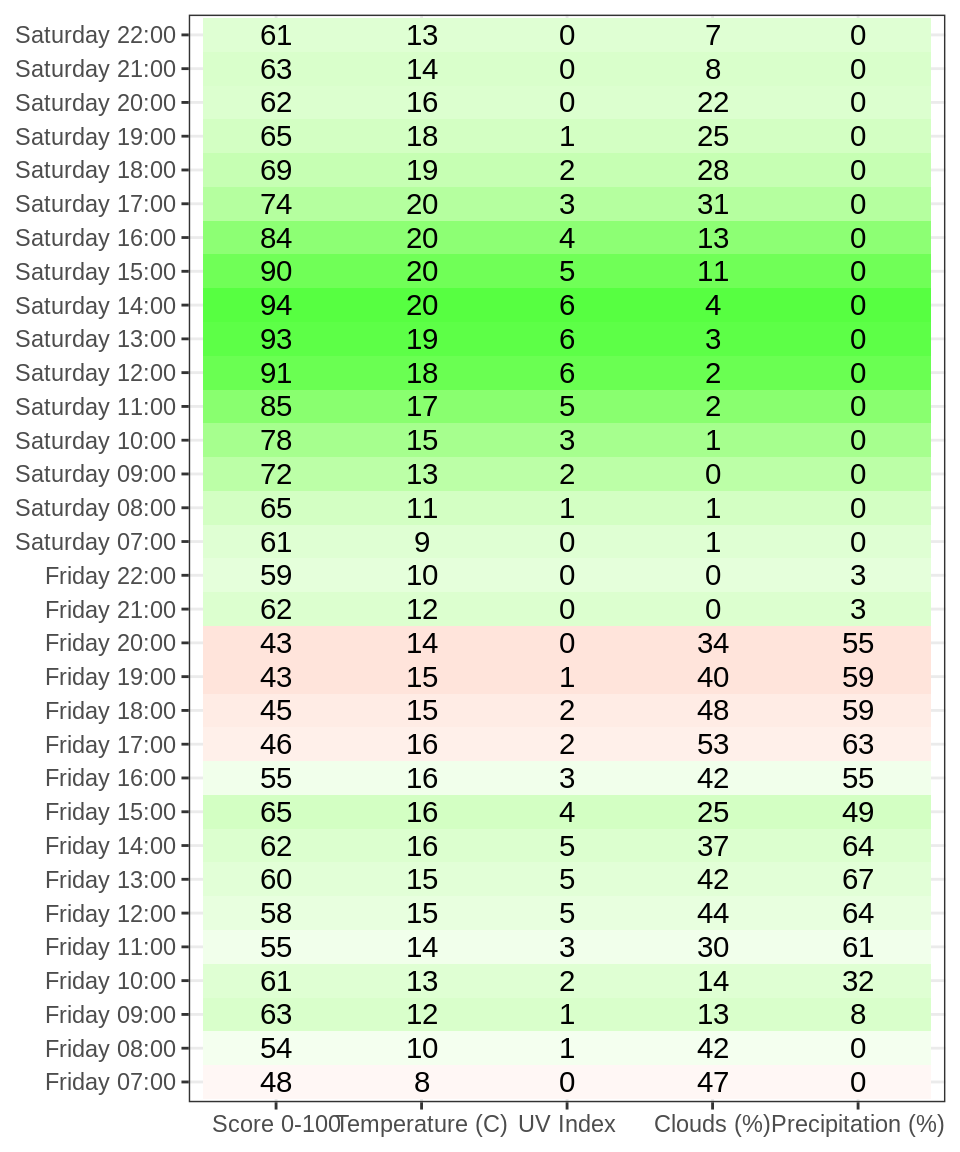 Saturday 22:00 61 13 0 7 0
Saturday 21:00 63 14 0 8 0
Saturday 20:00 62 16 0 22 0
Saturday 19:00 65 18 1 25 0
Saturday 18:00 69 19 2 28 0
Saturday 17:00 74 20 3 31 0
Saturday 16:00 84 20 4 13 0
Saturday 15:00 90 20 5 11 0
Saturday 14:00 94 20 6 4 0
Saturday 13:00 93 19 6 3 0
Saturday 12:00 91 18 6 2 0
Saturday 11:00 85 17 5 2 0
Saturday 10:00 78 15 3 1 0
Saturday 09:00 72 13 2 0 0
Saturday 08:00 65 11 1 1 0
Saturday 07:00 61 9 0 1 0
Friday 22:00 59 10 0 0 3
Friday 21:00 62 12 0 0 3
Friday 20:00 43 14 0 34 55
Friday 19:00 43 15 1 40 59
Friday 18:00 45 15 2 48 59
Friday 17:00 46 16 2 53 63
Friday 16:00 55 16 3 42 55
Friday 15:00 65 16 4 25 49
Friday 14:00 62 16 5 37 64
Friday 13:00 60 15 5 42 67
Friday 12:00 58 15 5 44 64
Friday 11:00 55 14 3 30 61
Friday 10:00 61 13 2 14 32
Friday 09:00 63 12 1 13 8
Friday 08:00 54 10 1 42 0
Friday 07:00 48 8 0 47 0
Score 0-100 Temperature (C) UV Index Clouds (%) Precipitation (%)